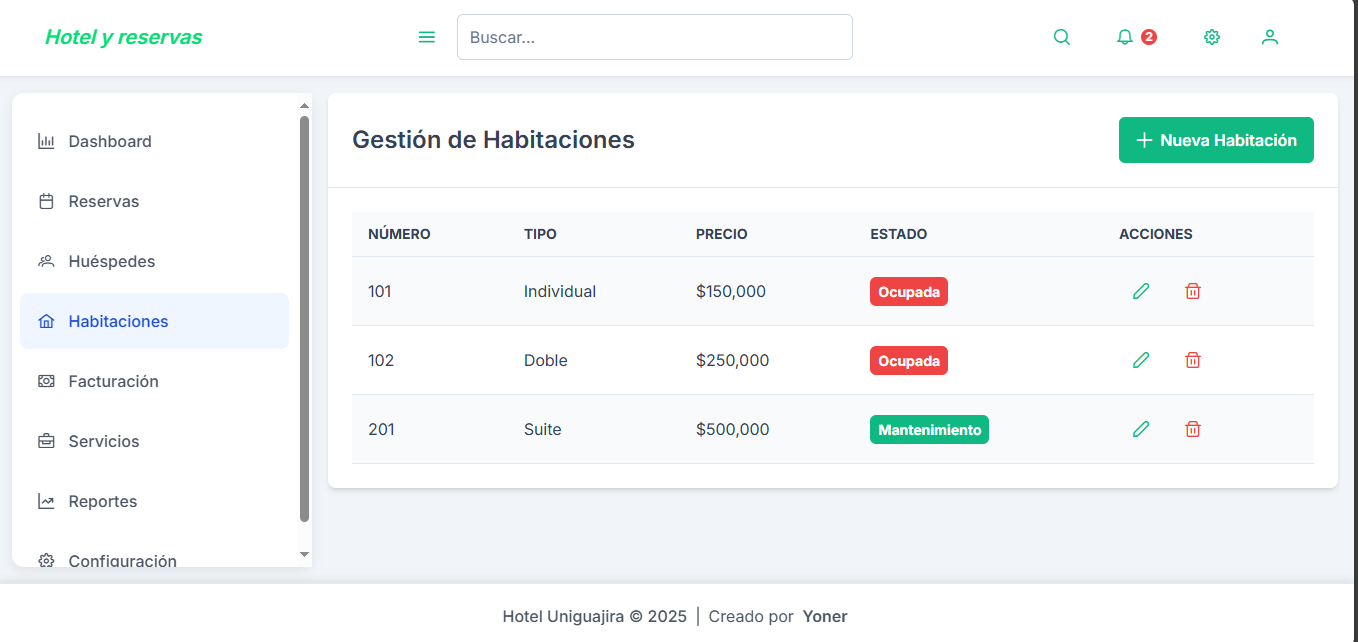 Hotel y reservas
Buscar...
2
Dashboard
Reservas
Huéspedes
Habitaciones
Facturación
Servicios
Reportes
Configuración
Gestión de Habitaciones
Nueva Habitación
NÚMERO TIPO PRECIO ESTADO ACCIONES
101 Individual $150,000 Ocupada
102 Doble $250,000 Ocupada
201 Suite $500,000 Mantenimiento
Hotel Uniguajira © 2025 | Creado por Yoner